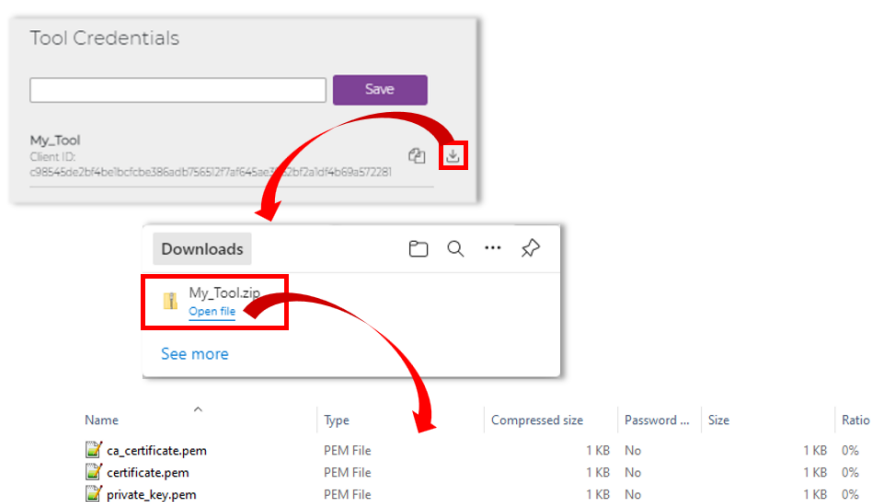 Tool Credentials
Save
My_Tool
Client ID:
Downloads
My_Tool.zip
Open file
See more
Name Type Compressed size Password ... Size Ratio
ca_certificate.pem PEM File 1 KB No 1 KB 0%
certificate.pem PEM File 1 KB No 1 KB 0%
private_key.pem PEM File 1 KB No 1 KB 0%